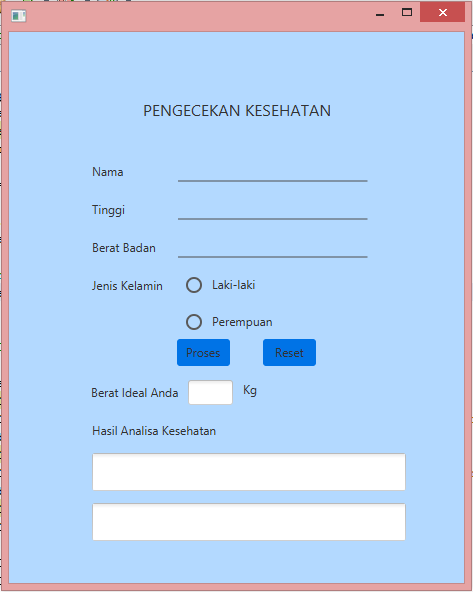 PENGECEKAN KESEHATAN
Nama
Tinggi
Berat Badan
Jenis Kelamin Laki-laki
Perempuan
Proses Reset
Berat Ideal Anda Kg
Hasil Analisa Kesehatan